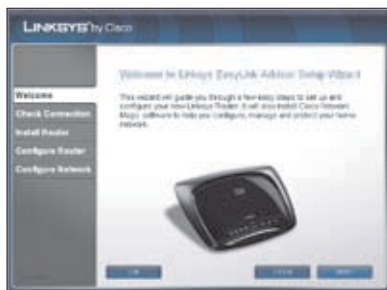 LINKSYS by Cisco
Welcome to Linksys EasyLink Advisor Setup Wizard
Welcome
This wizard will guide you through a few easy steps to set up and
configure your new Linksys Router. It will also install Cisco Network
Magic software to help you configure, manage and protect your home
network.
Check Connection
Install Router
Configure Router
Configure Network